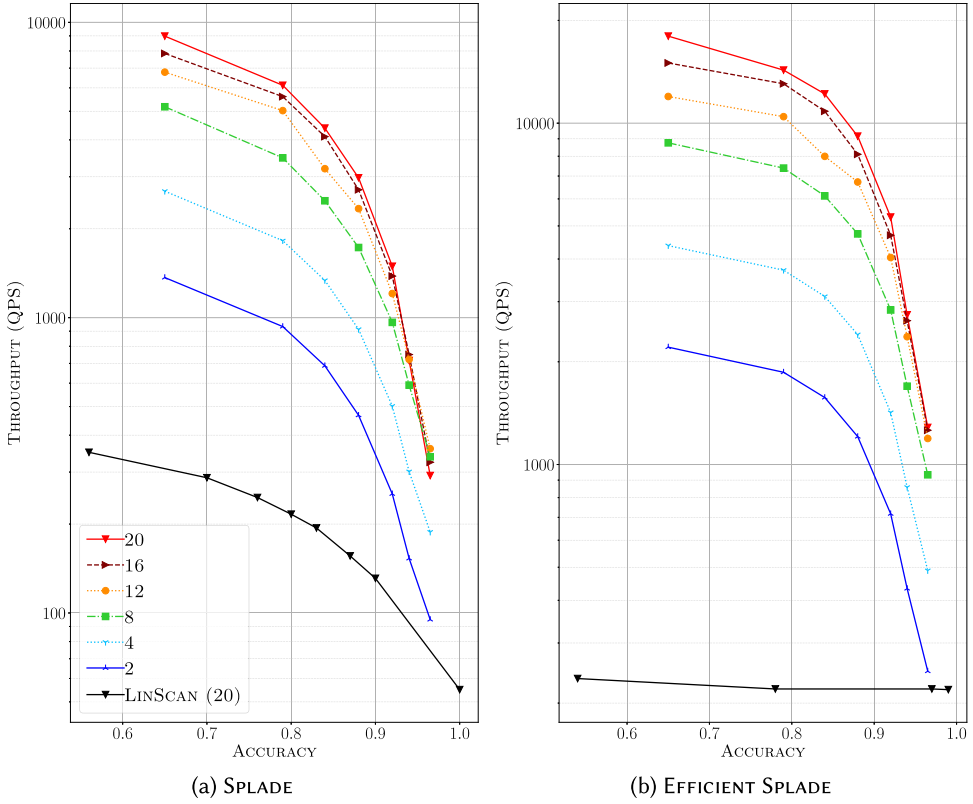 10000
1000
100
THROUGHPUT (QPS)
20
16
12
8
4
2
LINSCAN (20)
0.6 0.7 0.8 0.9 1.0
ACCURACY
(a) SPLADE
10000
1000
THROUGHPUT (QPS)
0.6 0.7 0.8 0.9 1.0
ACCURACY
(b) EFFICIENT SPLADE